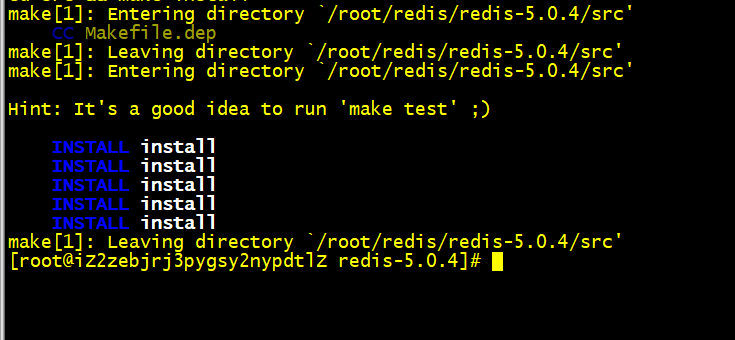 make[1]: Entering directory `/root/redis/redis-5.0.4/src'
CC Makefile.dep
make[1]: Leaving directory `/root/redis/redis-5.0.4/src'
make[1]: Entering directory `/root/redis/redis-5.0.4/src'
Hint: It's a good idea to run 'make test' ;)
INSTALL install
INSTALL install
INSTALL install
INSTALL install
INSTALL install
make[1]: Leaving directory `/root/redis/redis-5.0.4/src'
[root@iZ2zebjrj3pygsy2nypdtlZ redis-5.0.4]#